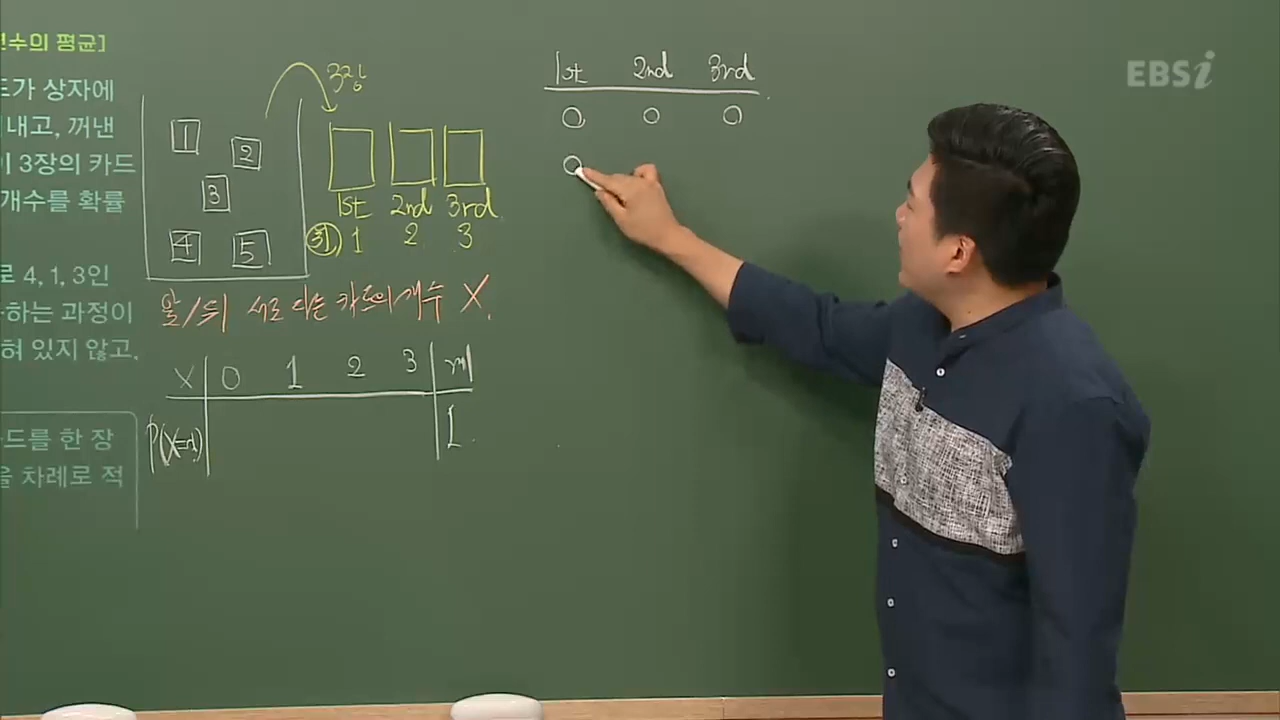 변수의 평균]
드가 상자에
내고, 꺼낸
이 3장의 카드
개수를 확률
로 4, 1, 3인
하는 과정이
혀 있지 않고,
카드를 한 장
을 차례로 적
3장
1
2
3
4
5
1st 2nd 3rd
1 2 3
앞/뒤 서로 다른 카드의 개수 X.
X 0 1 2 3
P(X=x) 1
1st 2nd 3rd
EBSi